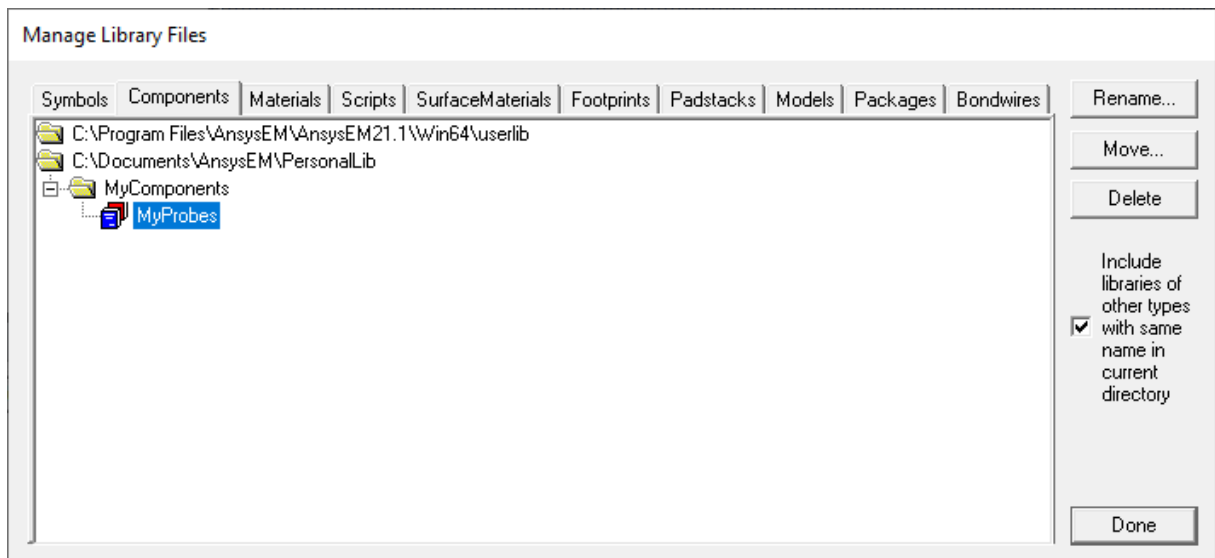 Manage Library Files
Symbols Components Materials Scripts SurfaceMaterials Footprints Padstacks Models Packages Bondwires
C:\Program Files\AnsysEM\AnsysEM21.1\Win64\userlib
C:\Documents\AnsysEM\PersonalLib
MyComponents
MyProbes
Rename...
Move...
Delete
Include
libraries of
other types
with same
name in
current
directory
Done